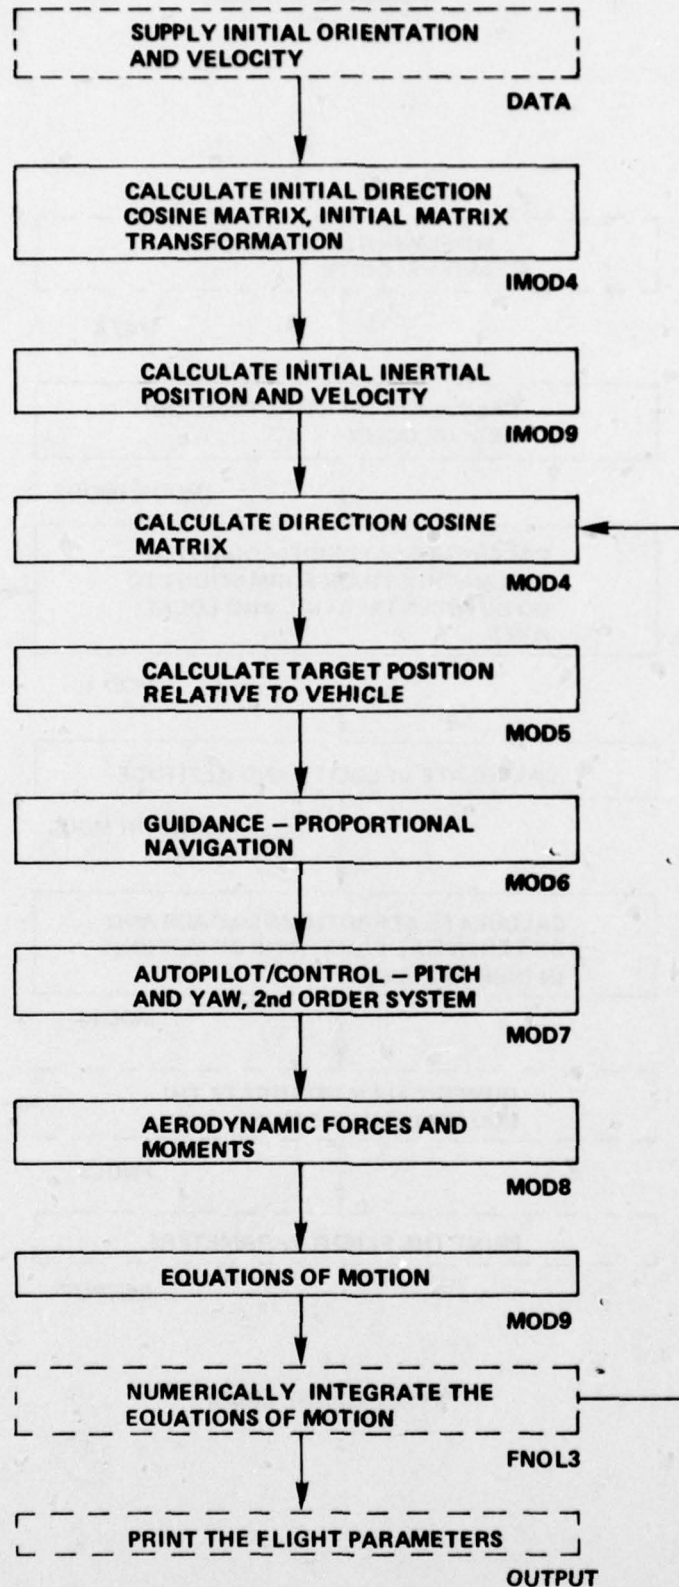 SUPPLY INITIAL ORIENTATION
AND VELOCITY
DATA
CALCULATE INITIAL DIRECTION
COSINE MATRIX, INITIAL MATRIX
TRANSFORMATION
IMOD4
CALCULATE INITIAL INERTIAL
POSITION AND VELOCITY
IMOD9
CALCULATE DIRECTION COSINE
MATRIX
MOD4
CALCULATE TARGET POSITION
RELATIVE TO VEHICLE
MOD5
GUIDANCE – PROPORTIONAL
NAVIGATION
MOD6
AUTOPILOT/CONTROL – PITCH
AND YAW, 2nd ORDER SYSTEM
MOD7
AERODYNAMIC FORCES AND
MOMENTS
MOD8
EQUATIONS OF MOTION
MOD9
NUMERICALLY INTEGRATE THE
EQUATIONS OF MOTION
FNOL3
PRINT THE FLIGHT PARAMETERS
OUTPUT